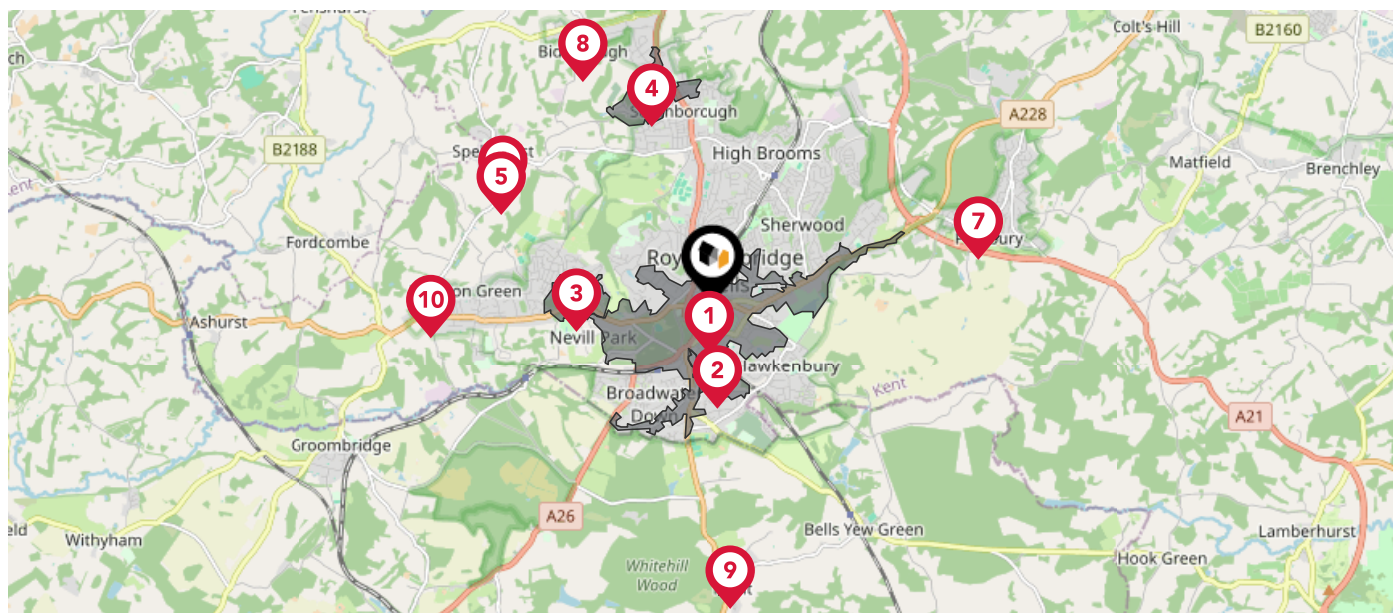 Colt's Hill
B2160
8
4
A228
B2188
High Brooms
Matfield
Brenchley
5
Kent
Sherwood
7
Fordcombe
10
3
1
Ashurst
Nevill Park
2
Kent
A21
Groombridge
A26
Bells Yew Green
Lamberhurst
Withyham
Hook Green
Whitehill
Wood
9